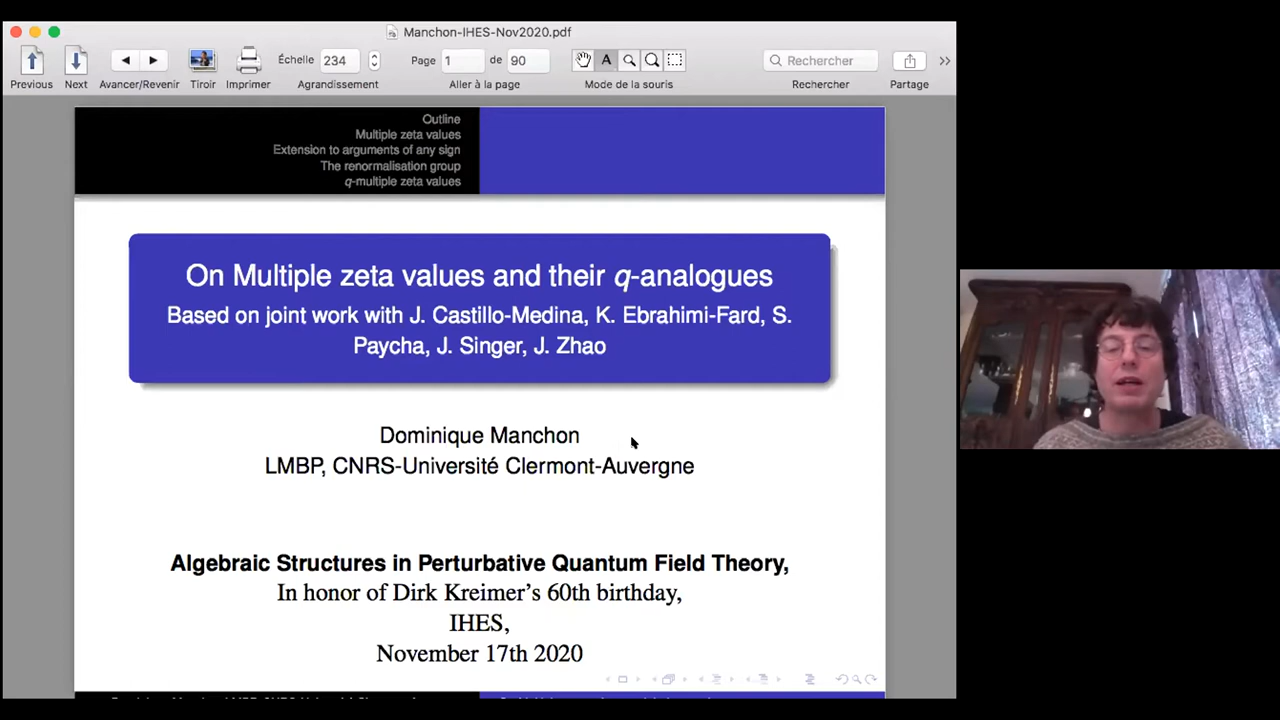 Manchon-IHES-Nov2020.pdf
Previous
Next
Avancer/Revenir
Tiroir
Imprimer
Échelle 234
Agrandissement
Page 1 de 90
Aller à la page
Mode de la souris
Rechercher
Rechercher
Partage
Outline
Multiple zeta values
Extension to arguments of any sign
The renormalisation group
q-multiple zeta values
On Multiple zeta values and their q-analogues
Based on joint work with J. Castillo-Medina, K. Ebrahimi-Fard, S.
Paycha, J. Singer, J. Zhao
Dominique Manchon
LMBP, CNRS-Université Clermont-Auvergne
Algebraic Structures in Perturbative Quantum Field Theory,
In honor of Dirk Kreimer's 60th birthday,
IHES,
November 17th 2020